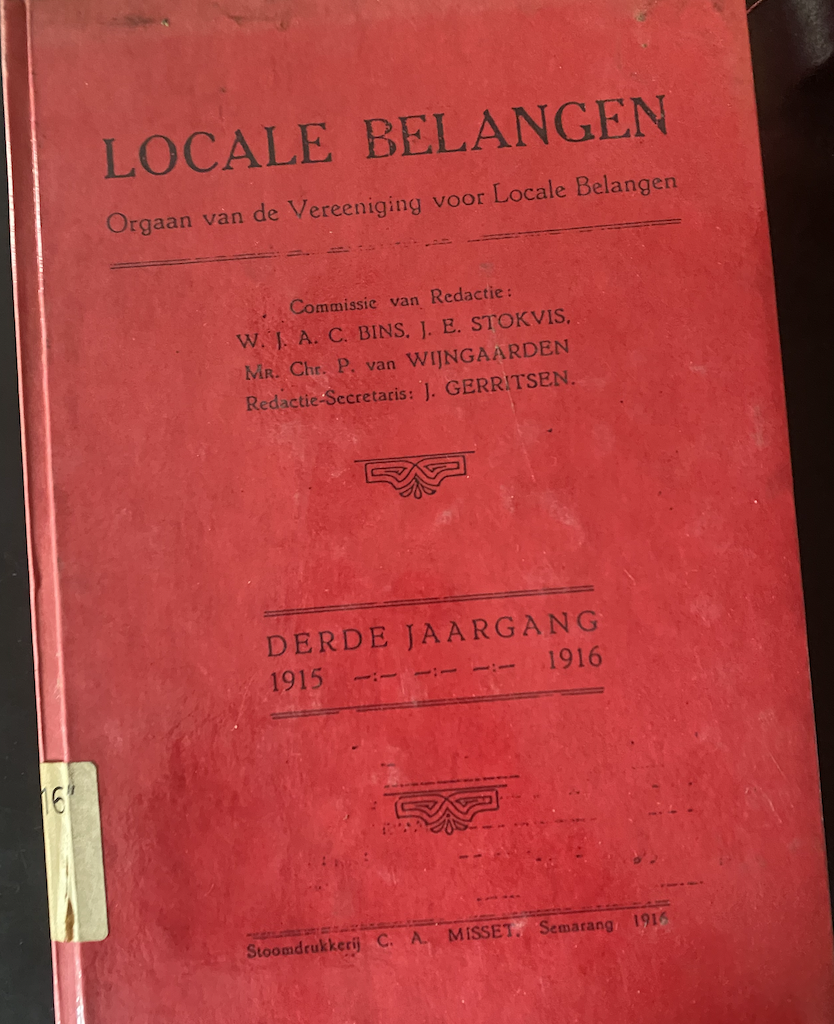 LOCALE BELANGEN
Orgaan van de Vereeniging voor Locale Belangen
Commissie van Redactie:
W. J. A. C. BINS, J. E. STOKVIS,
MR. Chr. P. van WIJNGAARDEN
Redactie-Secretaris: J. GERRITSEN.
DERDE JAARGANG
1915 —:— —:— —:— 1916
16"
Stoomdrukkerij C. A. MISSET, Semarang 1916